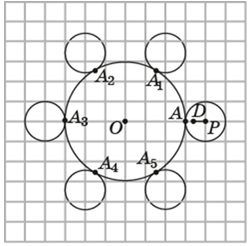 A₂ A₁
A₃ O A D P
A₄ A₅